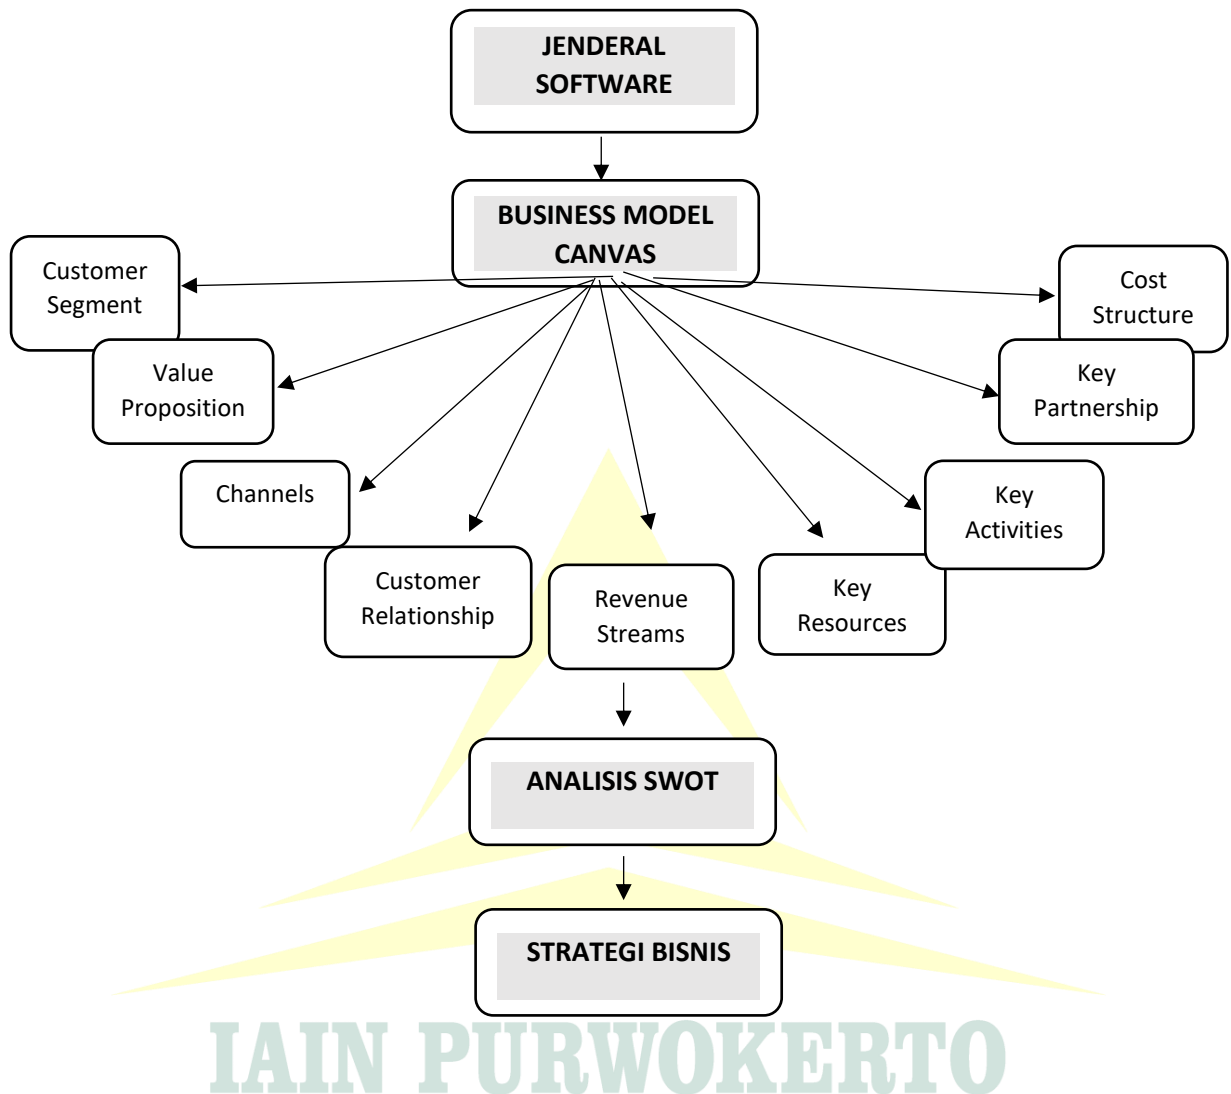 JENDERAL
SOFTWARE
BUSINESS MODEL
CANVAS
Customer
Segment
Cost
Structure
Value
Proposition
Key
Partnership
Channels
Key
Activities
Customer
Relationship
Revenue
Streams
Key
Resources
ANALISIS SWOT
STRATEGI BISNIS
IAIN PURWOKERTO